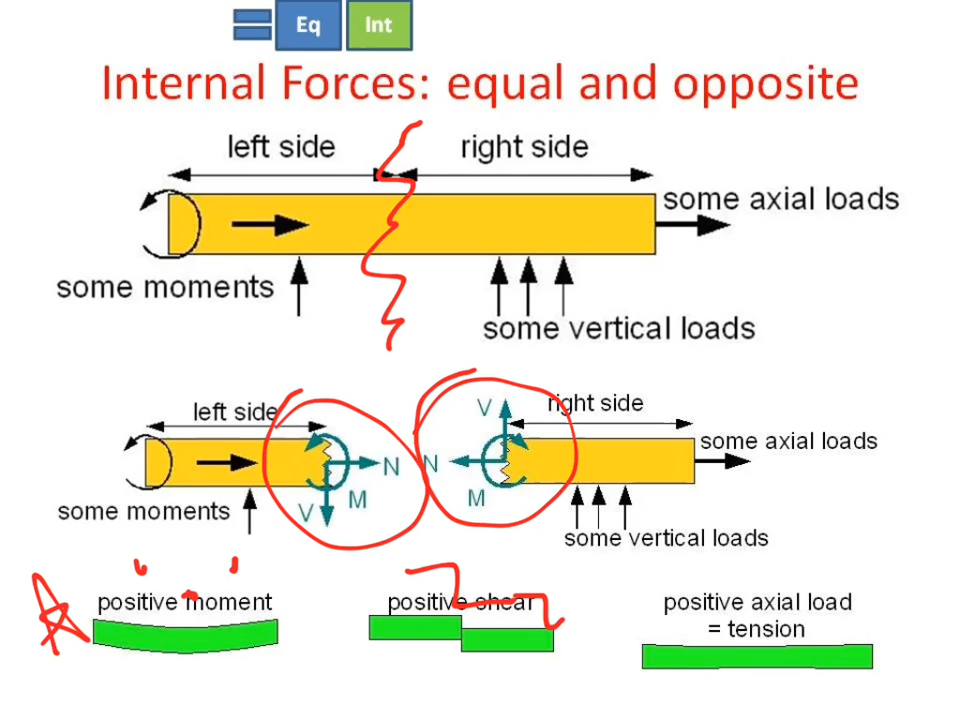 Eq Int
Internal Forces: equal and opposite
left side right side
some axial loads
some moments
some vertical loads
left side right side
V
some axial loads
N N
M M
V
some moments
some vertical loads
positive moment positive shear positive axial load
= tension